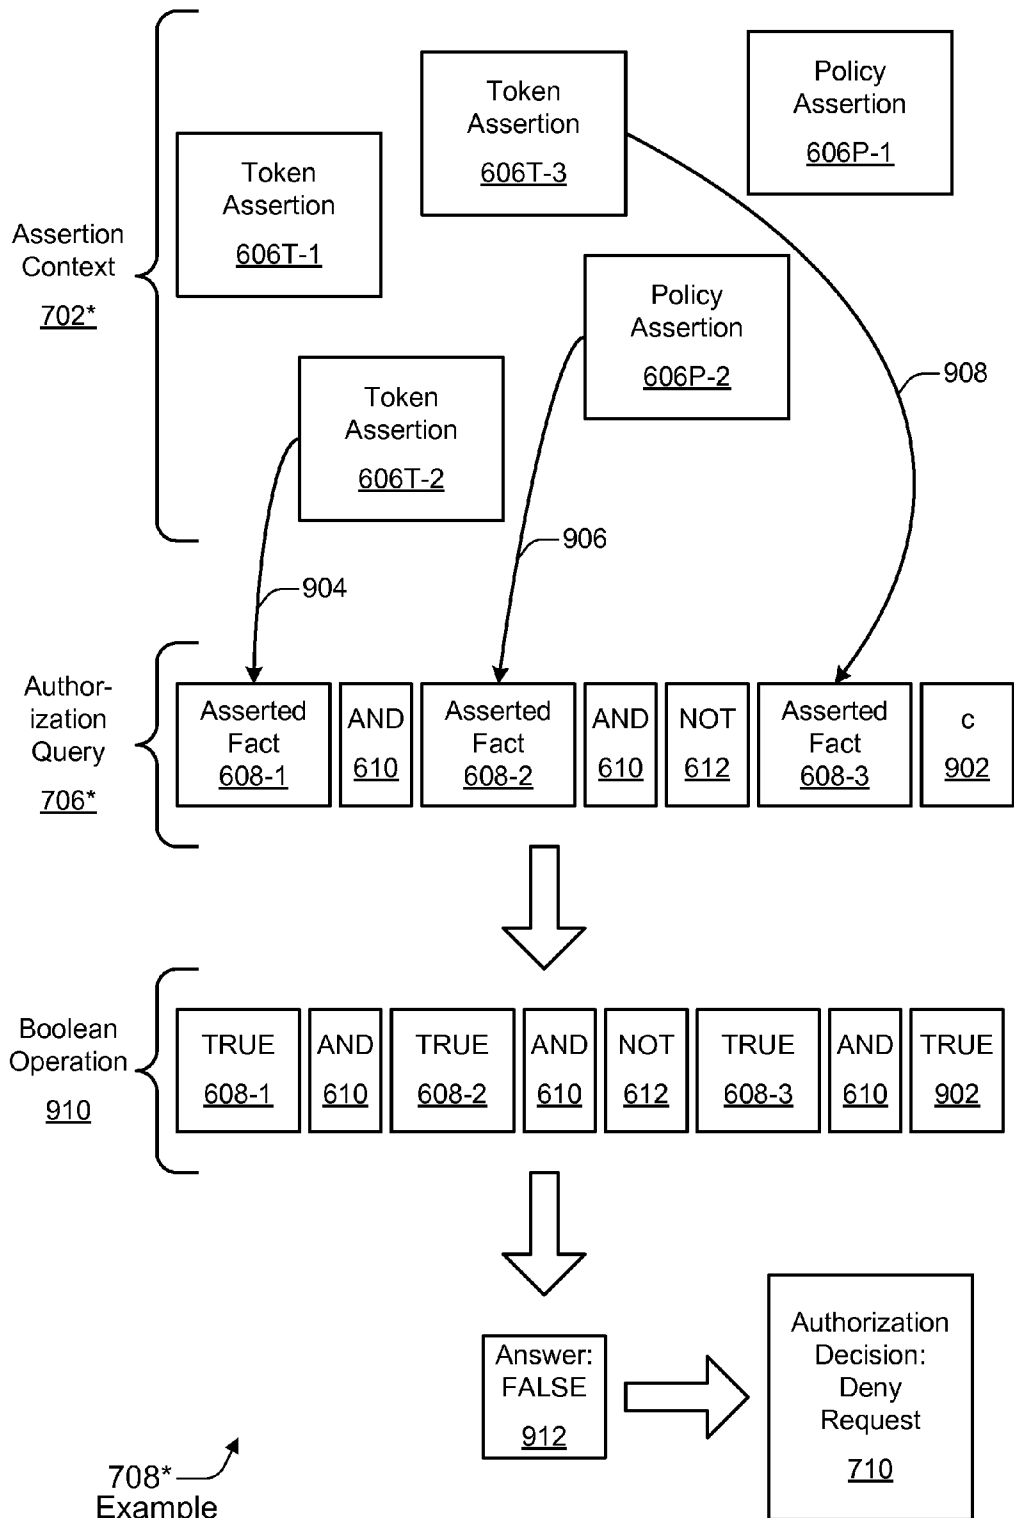 Assertion
Context
702*
Token
Assertion
606T-1
Token
Assertion
606T-3
Policy
Assertion
606P-1
Policy
Assertion
606P-2
Token
Assertion
606T-2
904
906
908
Author-
ization
Query
706*
Asserted
Fact
608-1
AND
610
Asserted
Fact
608-2
AND
610
NOT
612
Asserted
Fact
608-3
c
902
Boolean
Operation
910
TRUE
608-1
AND
610
TRUE
608-2
AND
610
NOT
612
TRUE
608-3
AND
610
TRUE
902
Answer:
FALSE
912
Authorization
Decision:
Deny
Request
710
708*
Example